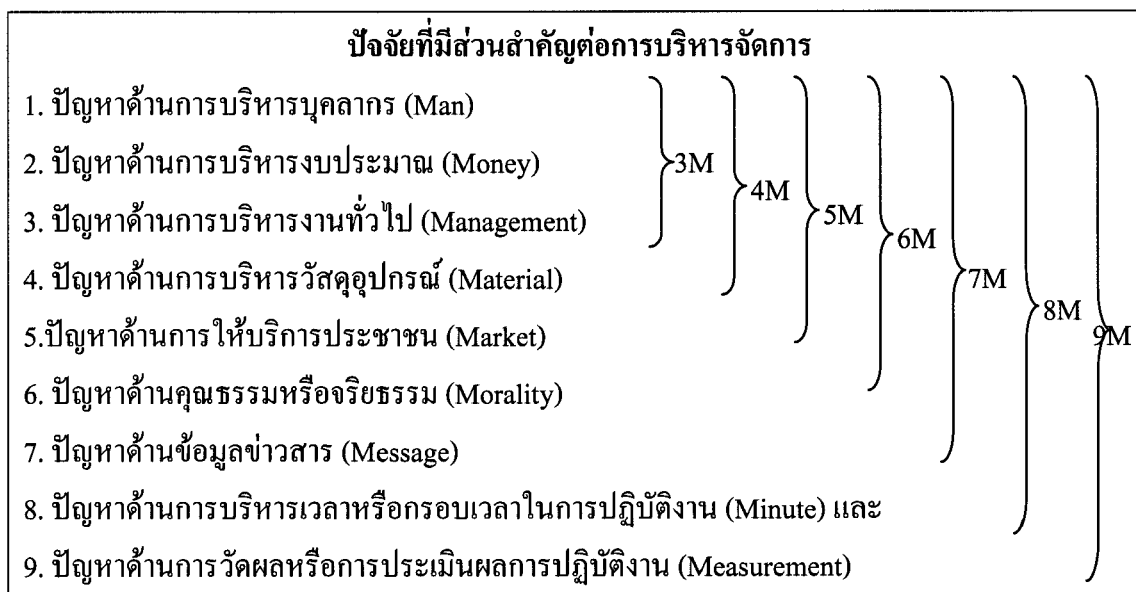 ปัจจัยที่มีส่วนสำคัญต่อการบริหารจัดการ
1. ปัญหาด้านการบริหารบุคลากร (Man)
2. ปัญหาด้านการบริหารงบประมาณ (Money)
3. ปัญหาด้านการบริหารงานทั่วไป (Management)
4. ปัญหาด้านการบริหารวัสดุอุปกรณ์ (Material)
5.ปัญหาด้านการให้บริการประชาชน (Market)
6. ปัญหาด้านคุณธรรมหรือจริยธรรม (Morality)
7. ปัญหาด้านข้อมูลข่าวสาร (Message)
8. ปัญหาด้านการบริหารเวลาหรือกรอบเวลาในการปฏิบัติงาน (Minute) และ
9. ปัญหาด้านการวัดผลหรือการประเมินผลการปฏิบัติงาน (Measurement)
3M
4M
5M
6M
7M
8M
9M